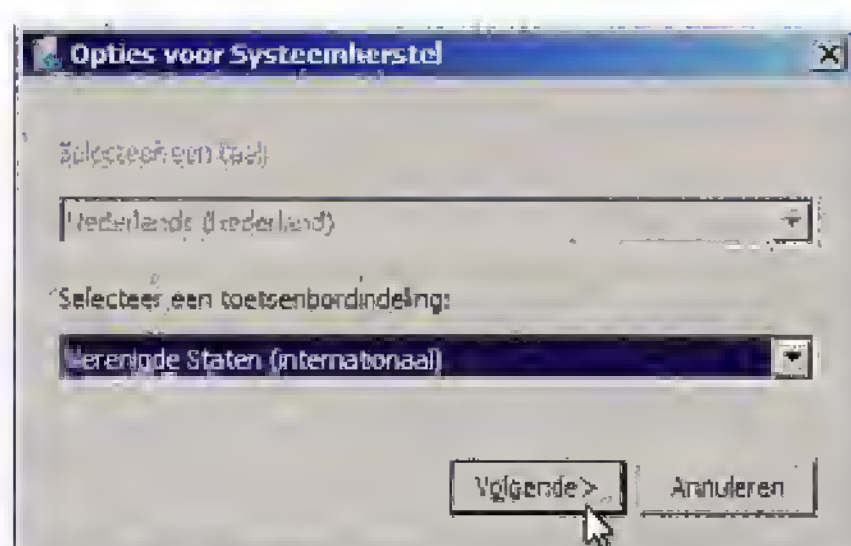 Opties voor Systeemherstel
Selecteer een taal:
Nederlands (Nederland)
Selecteer een toetsenbordindeling:
Verenigde Staten (internationaal)
Volgende >
Annuleren